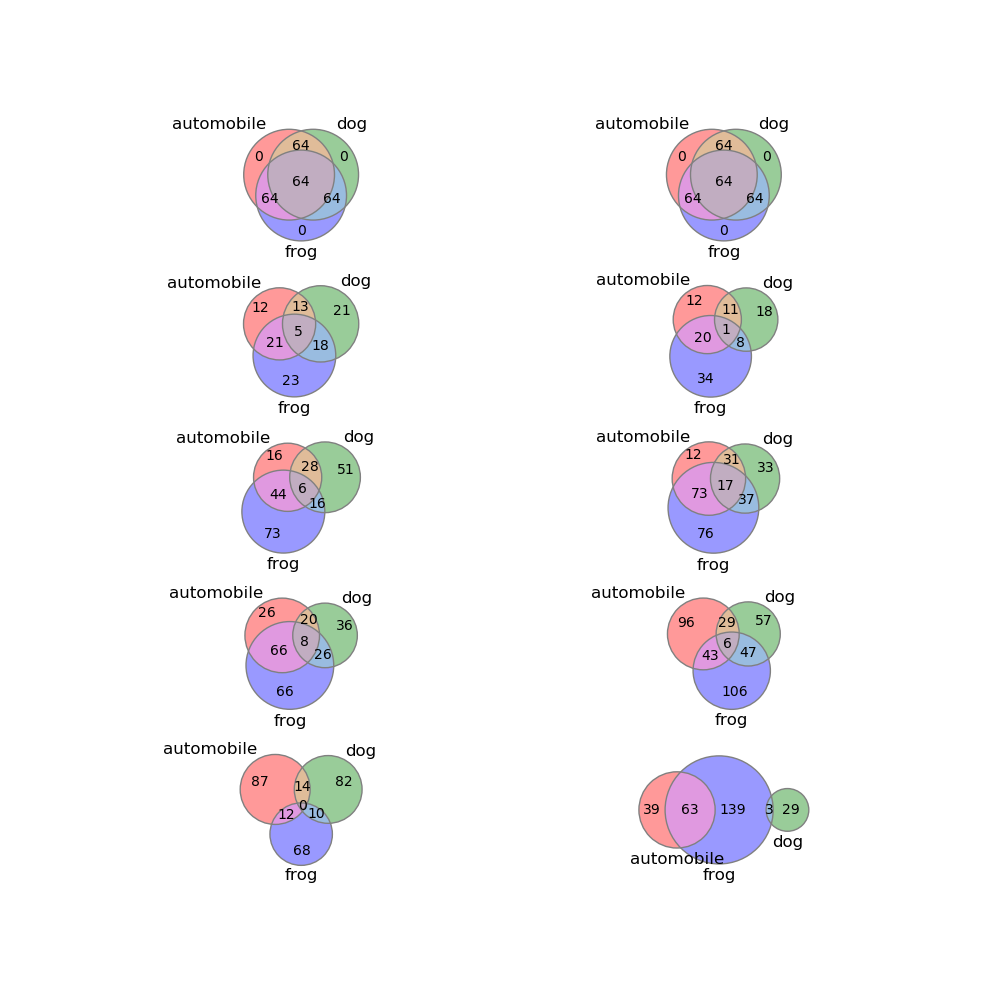 automobile dog automobile dog
64 64
0 0 0 0
64 64
64 64 64 64
0 0
frog frog
automobile dog automobile dog
12 13 21 12 11 18
5 1
21 18 20 8
23 34
frog frog
automobile dog automobile dog
16 28 51 12 31 33
6 17
44 16 73 37
73 76
frog frog
automobile dog automobile dog
26 20 36 96 29 57
8 6
66 26 43 47
66 106
frog frog
automobile dog
87 14 82
0
12 10 39 63 139 3 29
68 dog
automobile
frog frog